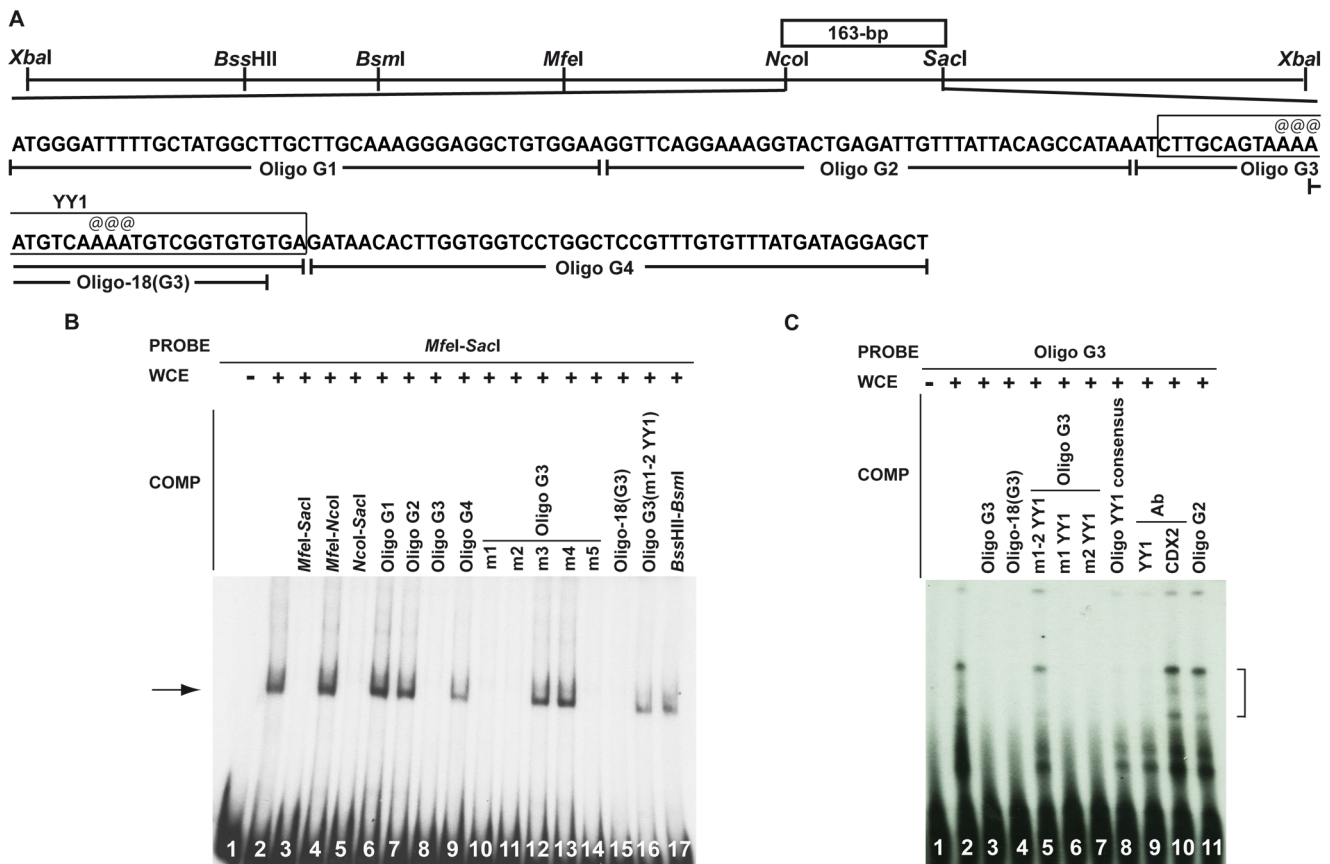 A
163-bp
XbaI BssHII BsmI MfeI NcoI SacI XbaI
@@@
ATGGGATTTTTGCTATGGCTTGCTTGCAAAGGGAGGCTGTGGAAGGTTCAGGAAAGGTACTGAGATTGTTTATTACAGCCATAAATCTTGCAGTAAAA
Oligo G1 Oligo G2 Oligo G3
YY1
@@@
ATGTCAAAATGTCGGTGTGTGAGATAACACTTGGTGGTCCTGGCTCCGTTTGTGTTTATGATAGGAGCT
Oligo G4
Oligo-18(G3)
B
PROBE MfeI-SacI
WCE - + + + + + + + + + + + + + + + +
COMP
MfeI-SacI
MfeI-NcoI
NcoI-SacI
Oligo G1
Oligo G2
Oligo G3
Oligo G4
Oligo G3
m1
m2
m3
m4
m5
Oligo-18(G3)
Oligo G3(m1-2 YY1)
BssHII-BsmI
1 2 3 4 5 6 7 8 9 10 11 12 13 14 15 16 17
C
PROBE Oligo G3
WCE - + + + + + + + + + +
COMP
Oligo G3
Oligo-18(G3)
Oligo G3
m1-2 YY1
m1 YY1
m2 YY1
Oligo YY1 consensus
Ab
YY1
CDX2
Oligo G2
1 2 3 4 5 6 7 8 9 10 11